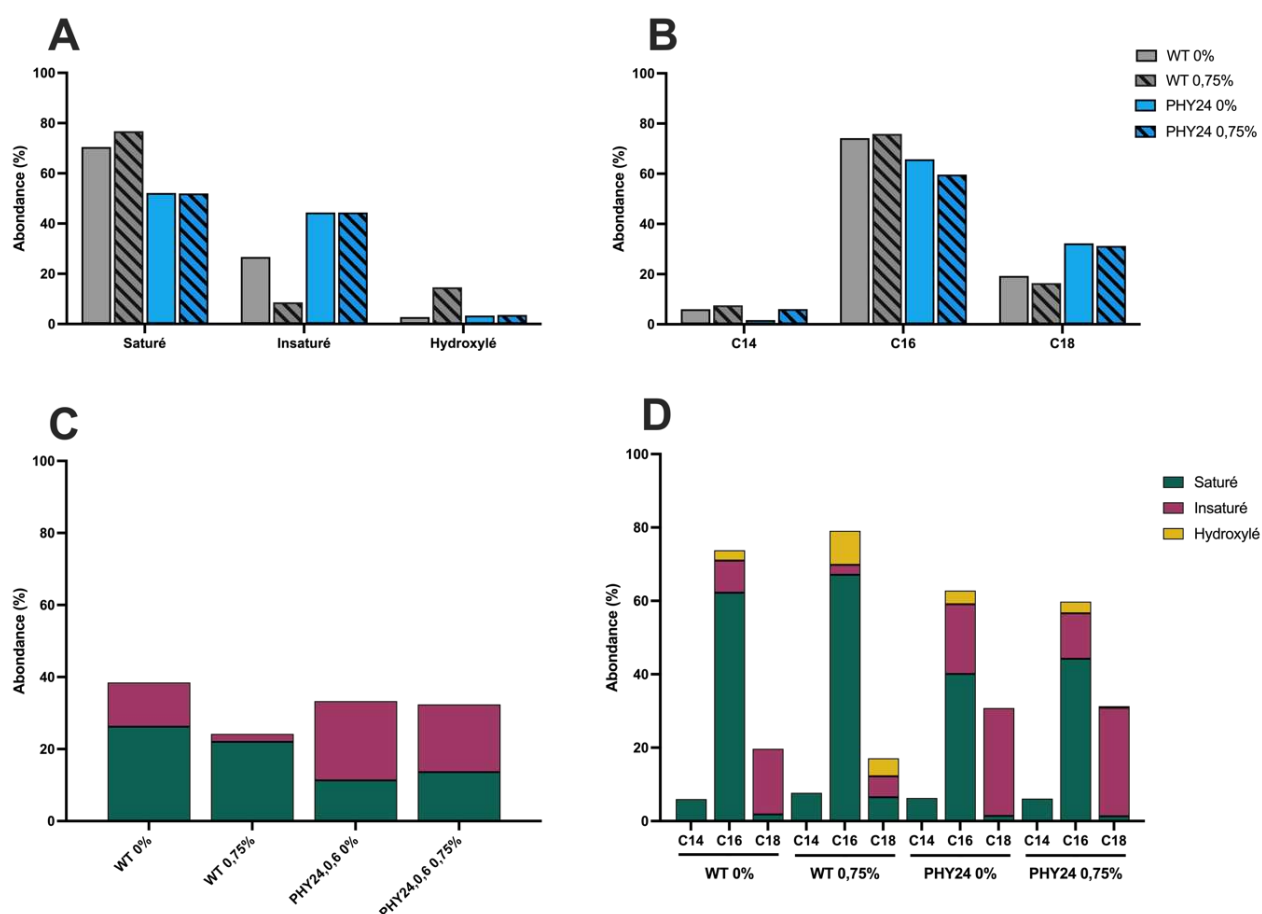 A
Abondance (%)
100
80
60
40
20
0
Saturé Insaturé Hydroxylé
B
Abondance (%)
100
80
60
40
20
0
C14 C16 C18
WT 0%
WT 0,75%
PHY24 0%
PHY24 0,75%
C
Abondance (%)
100
80
60
40
20
0
WT 0%
WT 0,75%
PHY24,0,6 0%
PHY24,0,6 0,75%
D
Abondance (%)
100
80
60
40
20
0
C14 C16 C18 C14 C16 C18 C14 C16 C18 C14 C16 C18
WT 0% WT 0,75% PHY24 0% PHY24 0,75%
Saturé
Insaturé
Hydroxylé